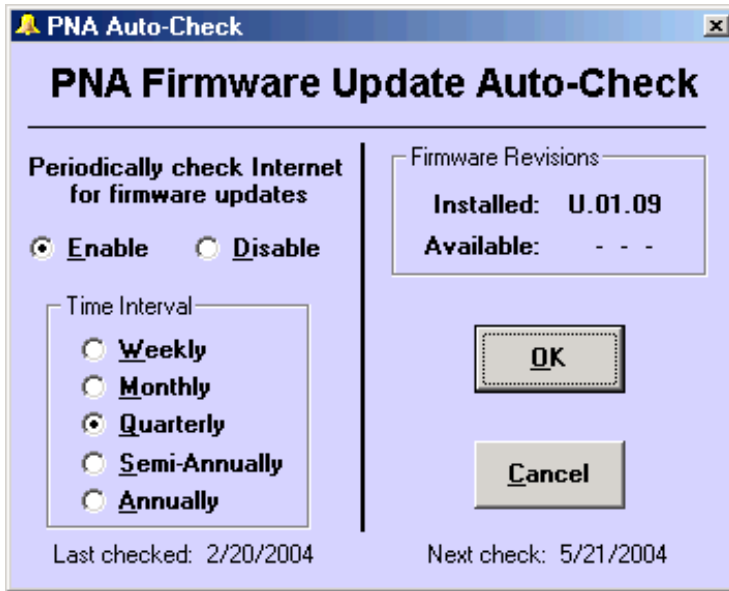 PNA Auto-Check
PNA Firmware Update Auto-Check
Periodically check Internet
for firmware updates
Enable Disable
Time Interval
Weekly
Monthly
Quarterly
Semi-Annually
Annually
Last checked: 2/20/2004
Firmware Revisions
Installed: U.01.09
Available: - - -
OK
Cancel
Next check: 5/21/2004